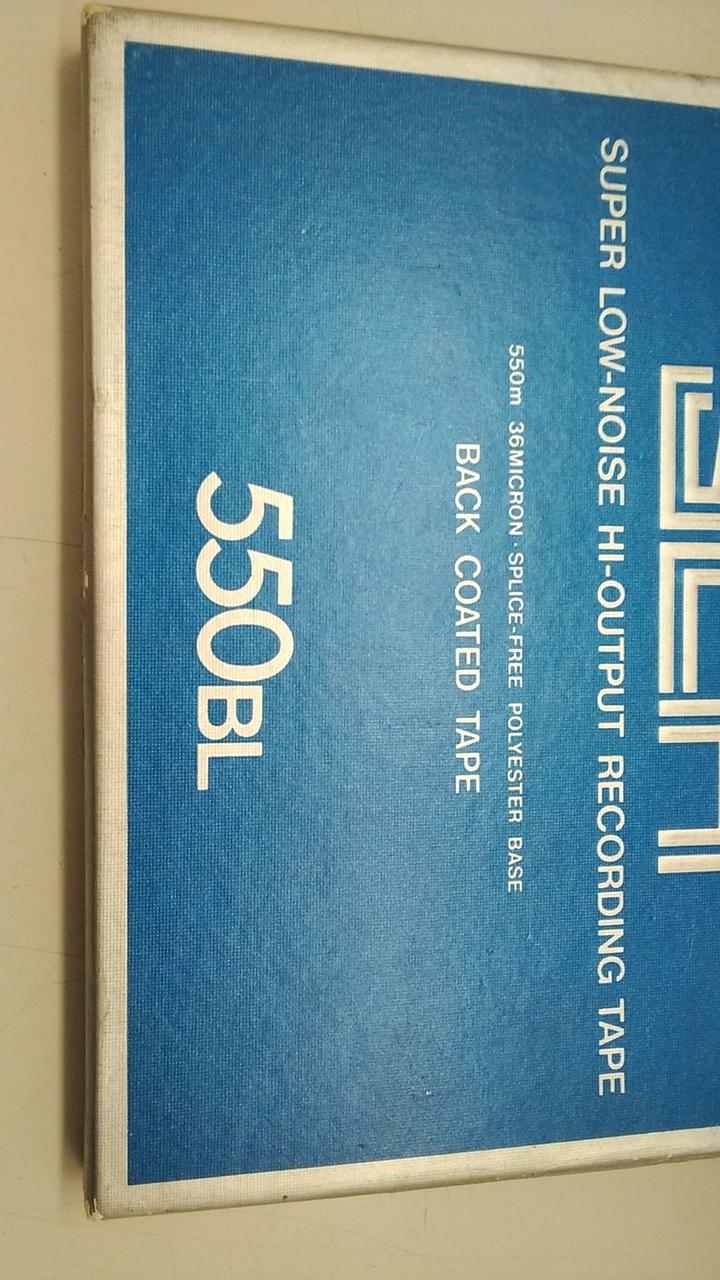 SUPER LOW-NOISE HI-OUTPUT RECORDING TAPE
550m 36MICRON · SPLICE-FREE POLYESTER BASE
BACK COATED TAPE
550BL